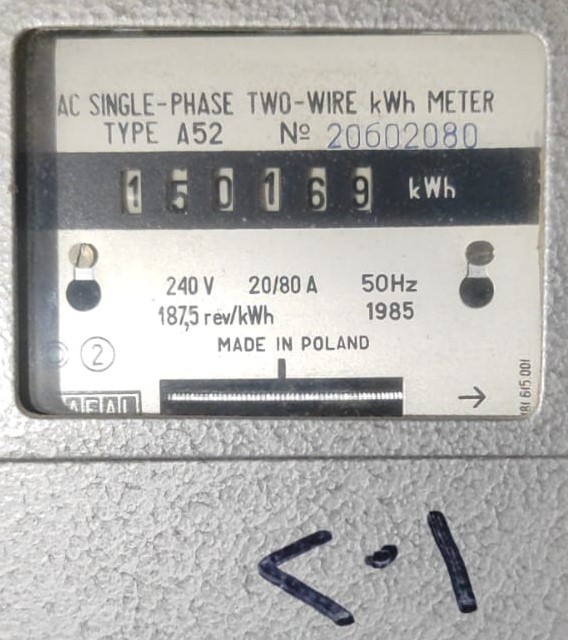 AC SINGLE-PHASE TWO-WIRE kWh METER
TYPE A52 Nº 20602080
150169 kWh
240 V 20/80 A 50Hz
187,5 rev/kWh 1985
MADE IN POLAND
2